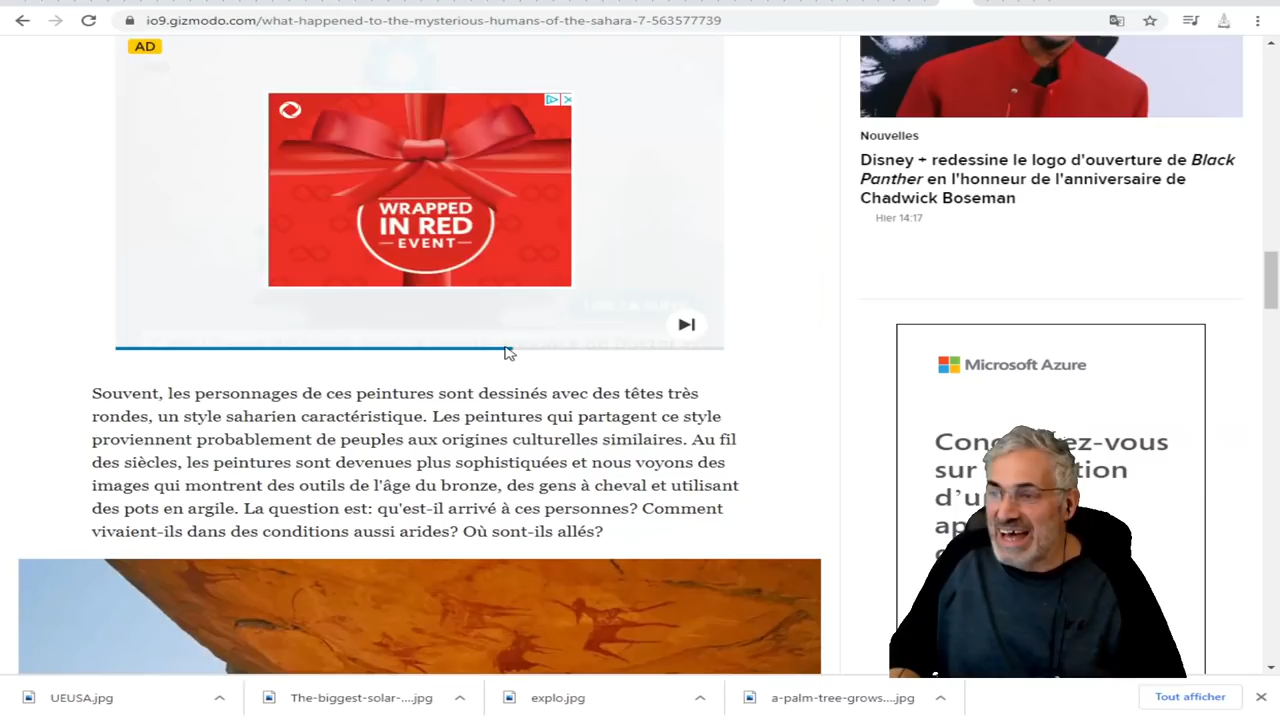 io9.gizmodo.com/what-happened-to-the-mysterious-humans-of-the-sahara-7-563577739
AD
WRAPPED
IN RED
EVENT
Souvent, les personnages de ces peintures sont dessinés avec des têtes très
rondes, un style saharien caractéristique. Les peintures qui partagent ce style
proviennent probablement de peuples aux origines culturelles similaires. Au fil
des siècles, les peintures sont devenues plus sophistiquées et nous voyons des
images qui montrent des outils de l'âge du bronze, des gens à cheval et utilisant
des pots en argile. La question est: qu'est-il arrivé à ces personnes? Comment
vivaient-ils dans des conditions aussi arides? Où sont-ils allés?
Nouvelles
Disney + redessine le logo d'ouverture de Black
Panther en l'honneur de l'anniversaire de
Chadwick Boseman
Hier 14:17
Microsoft Azure
sur
UEUSA.jpg
The-biggest-solar-....jpg
explo.jpg
a-palm-tree-grows....jpg
Tout afficher